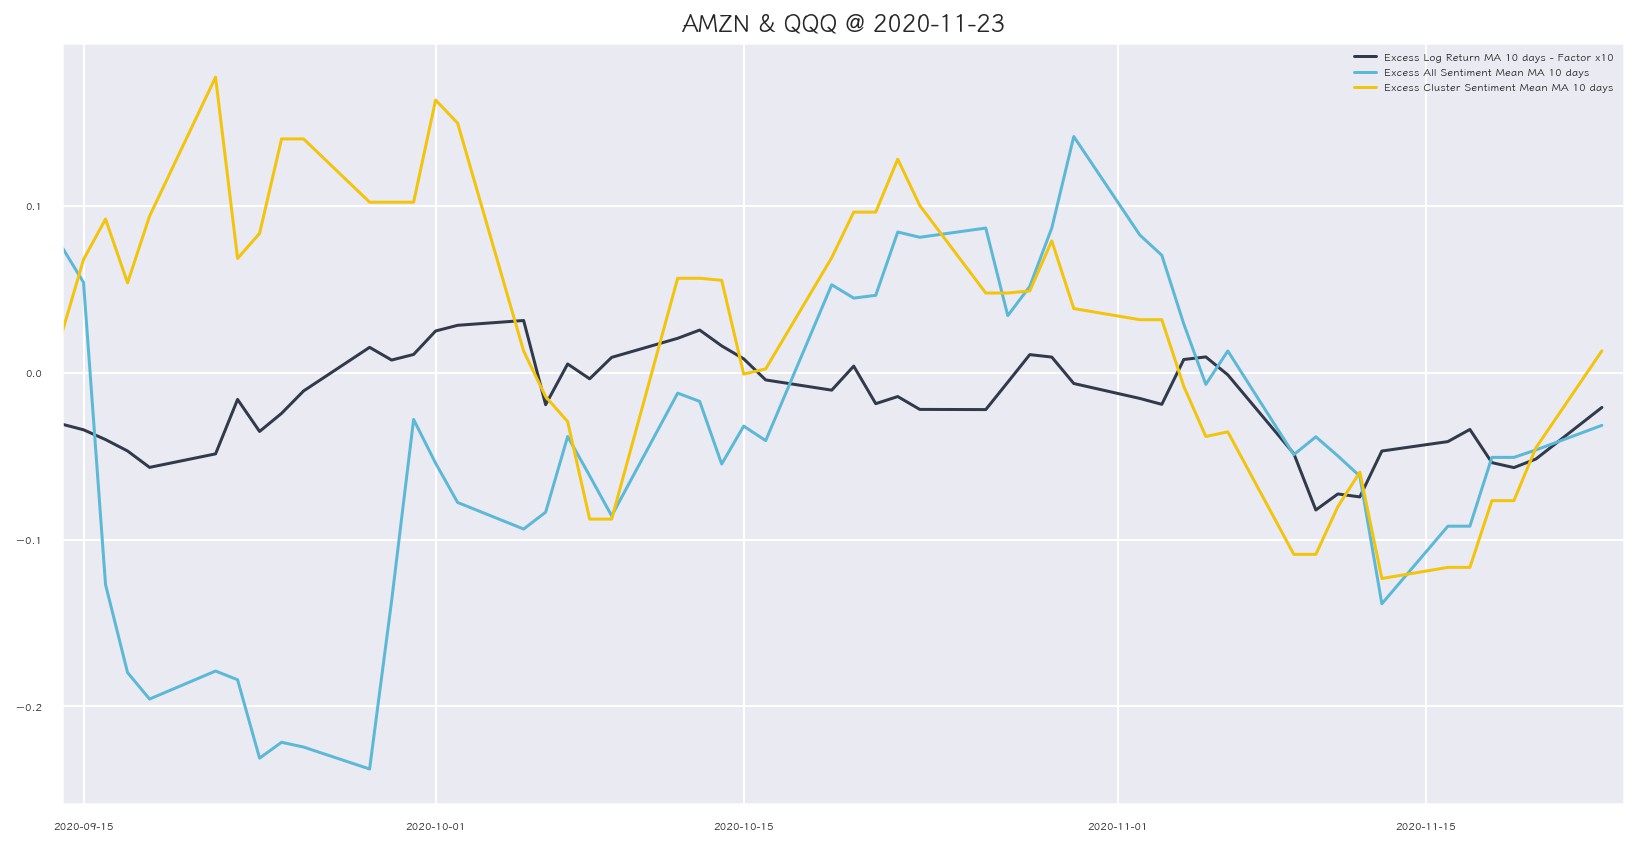 AMZN & QQQ @ 2020-11-23
Excess Log Return MA 10 days - Factor x10
Excess All Sentiment Mean MA 10 days
Excess Cluster Sentiment Mean MA 10 days
0.1
0.0
−0.1
−0.2
2020-09-15 2020-10-01 2020-10-15 2020-11-01 2020-11-15